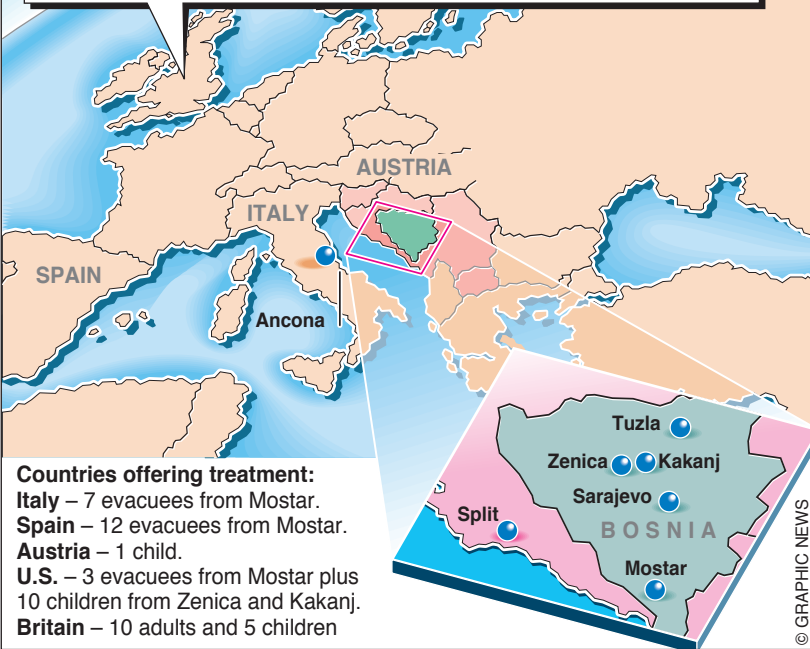 AUSTRIA
ITALY
SPAIN
Ancona
Tuzla
Zenica
Kakanj
Sarajevo
Split
BOSNIA
Mostar
Countries offering treatment:
Italy – 7 evacuees from Mostar.
Spain – 12 evacuees from Mostar.
Austria – 1 child.
U.S. – 3 evacuees from Mostar plus
10 children from Zenica and Kakanj.
Britain – 10 adults and 5 children
© GRAPHIC NEWS